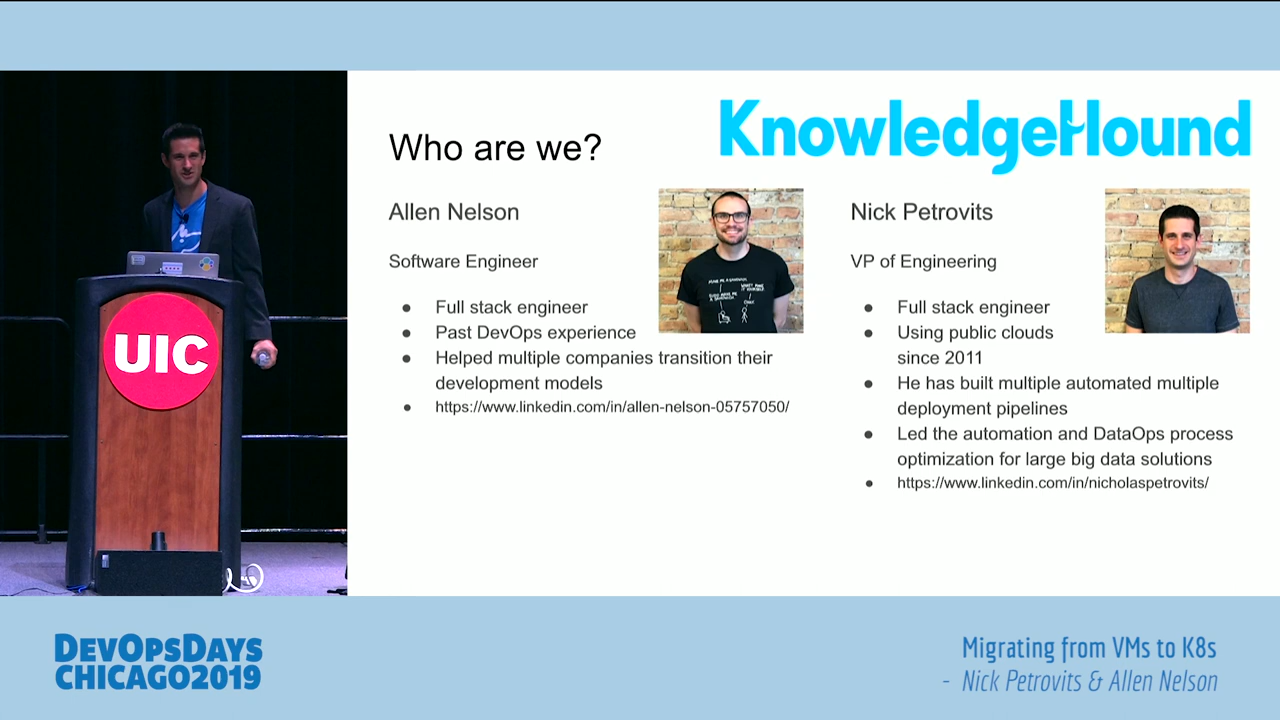 KnowledgeHound
Who are we?
Allen Nelson
Software Engineer
Full stack engineer
Past DevOps experience
Helped multiple companies transition their
development models
https://www.linkedin.com/in/allen-nelson-05757050/
Nick Petrovits
VP of Engineering
Full stack engineer
Using public clouds
since 2011
He has built multiple automated multiple
deployment pipelines
Led the automation and DataOps process
optimization for large big data solutions
https://www.linkedin.com/in/nicholaspetrovits/
UIC
DEVOPSDAYS
CHICAGO2019
Migrating from VMs to K8s
- Nick Petrovits & Allen Nelson